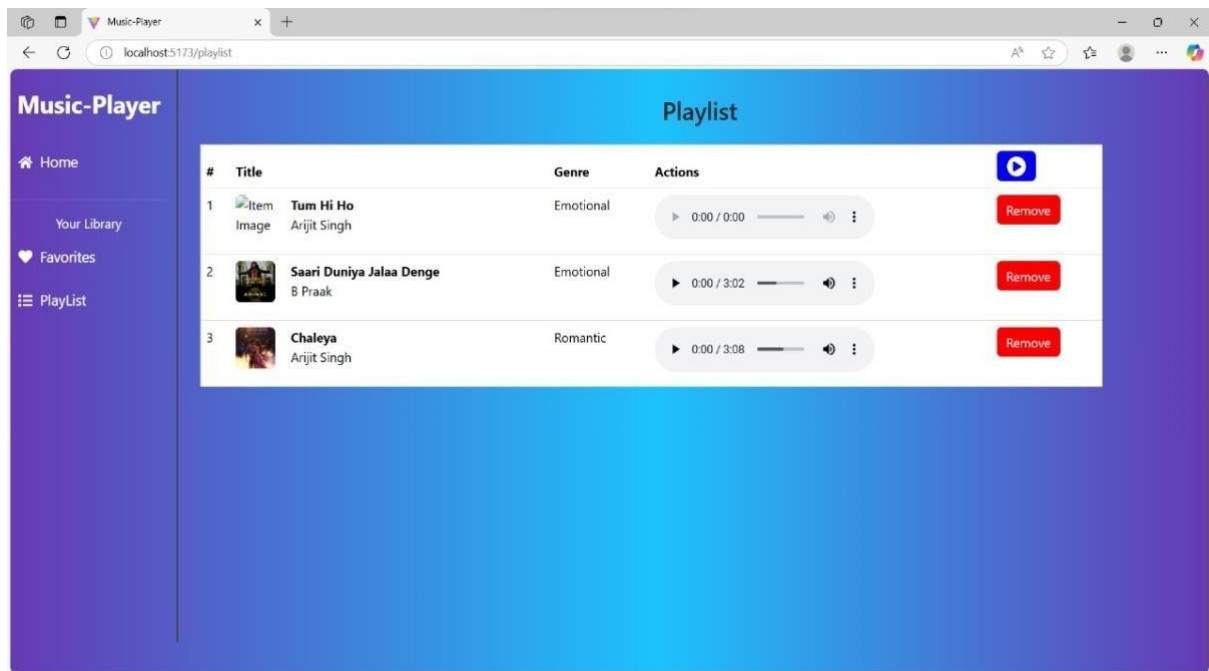 Music-Player
localhost:5173/playlist
Music-Player
Home
Your Library
Favorites
PlayList
Playlist
# Title Genre Actions
1 Item Image Tum Hi Ho Emotional 0:00 / 0:00 Remove
Arijit Singh
2 Saari Duniya Jalaa Denge Emotional 0:00 / 3:02 Remove
B Praak
3 Chaleya Romantic 0:00 / 3:08 Remove
Arijit Singh